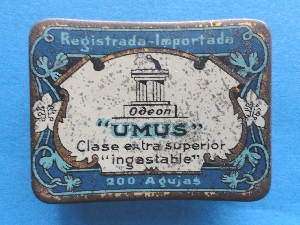 Registrada-Importada
Odeon
"UMUS"
Clase extra superior
"ingastable"
200 Agujas